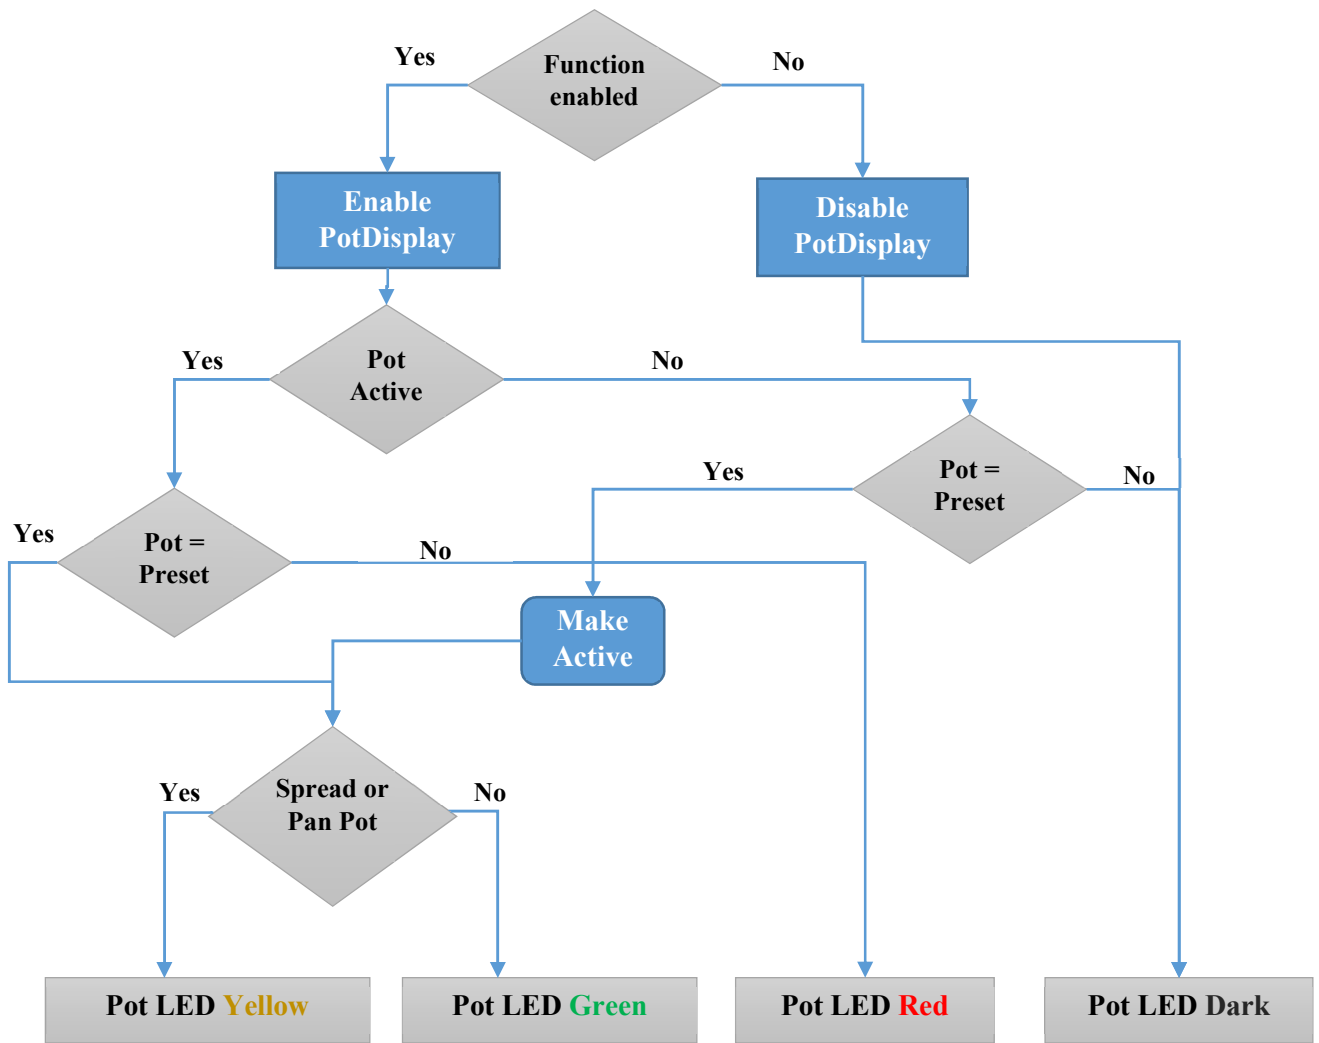 Yes
Function
enabled
No
Enable
PotDisplay
Disable
PotDisplay
Yes
Pot
Active
No
Yes
Pot =
Preset
No
Yes
Pot =
Preset
No
Make
Active
Yes
Spread or
Pan Pot
No
Pot LED Yellow
Pot LED Green
Pot LED Red
Pot LED Dark